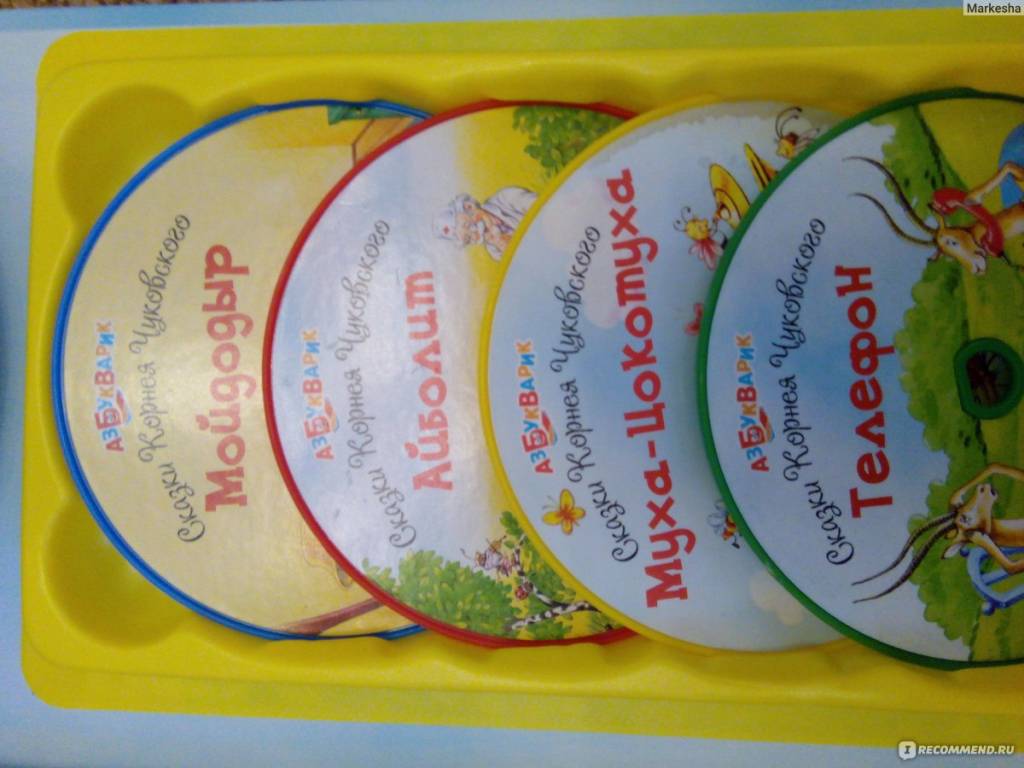 Markesha
АЗБУКВАРИК
Сказки Корнея Чуковского
Мойдодыр
АЗБУКВАРИК
Сказки Корнея Чуковского
Айболит
АЗБУКВАРИК
Сказки Корнея Чуковского
Муха-Цокотуха
АЗБУКВАРИК
Сказки Корнея Чуковского
Телефон
IRECOMMEND.RU